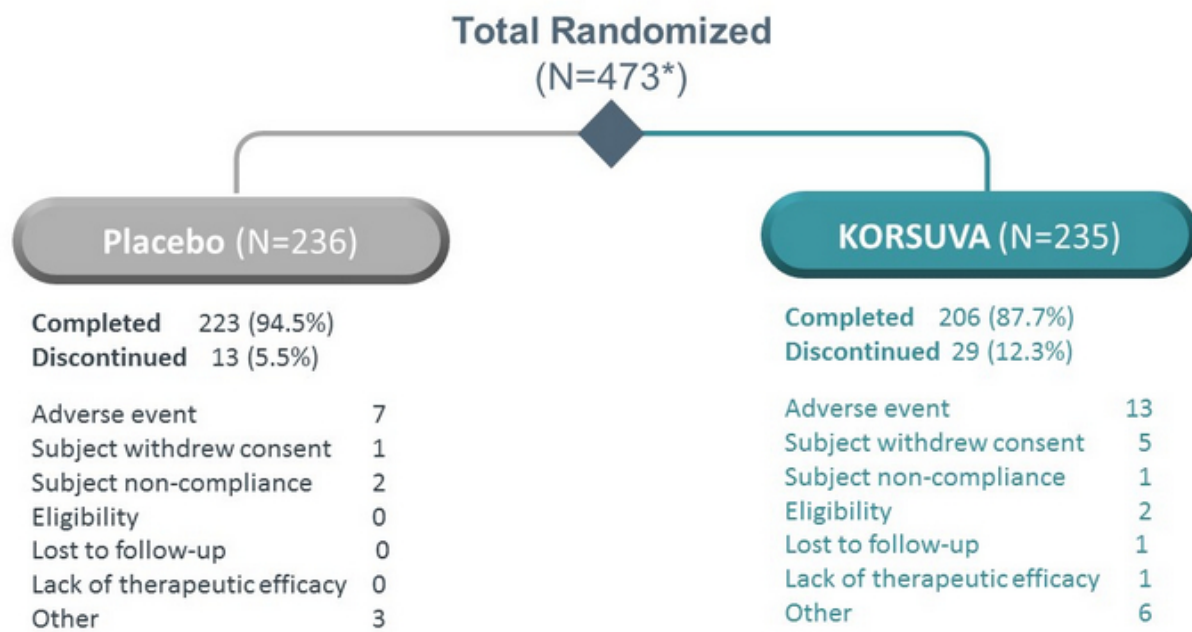 Total Randomized
(N=473*)
Placebo (N=236)
Completed 223 (94.5%)
Discontinued 13 (5.5%)
Adverse event 7
Subject withdrew consent 1
Subject non-compliance 2
Eligibility 0
Lost to follow-up 0
Lack of therapeutic efficacy 0
Other 3
KORSUVA (N=235)
Completed 206 (87.7%)
Discontinued 29 (12.3%)
Adverse event 13
Subject withdrew consent 5
Subject non-compliance 1
Eligibility 2
Lost to follow-up 1
Lack of therapeutic efficacy 1
Other 6